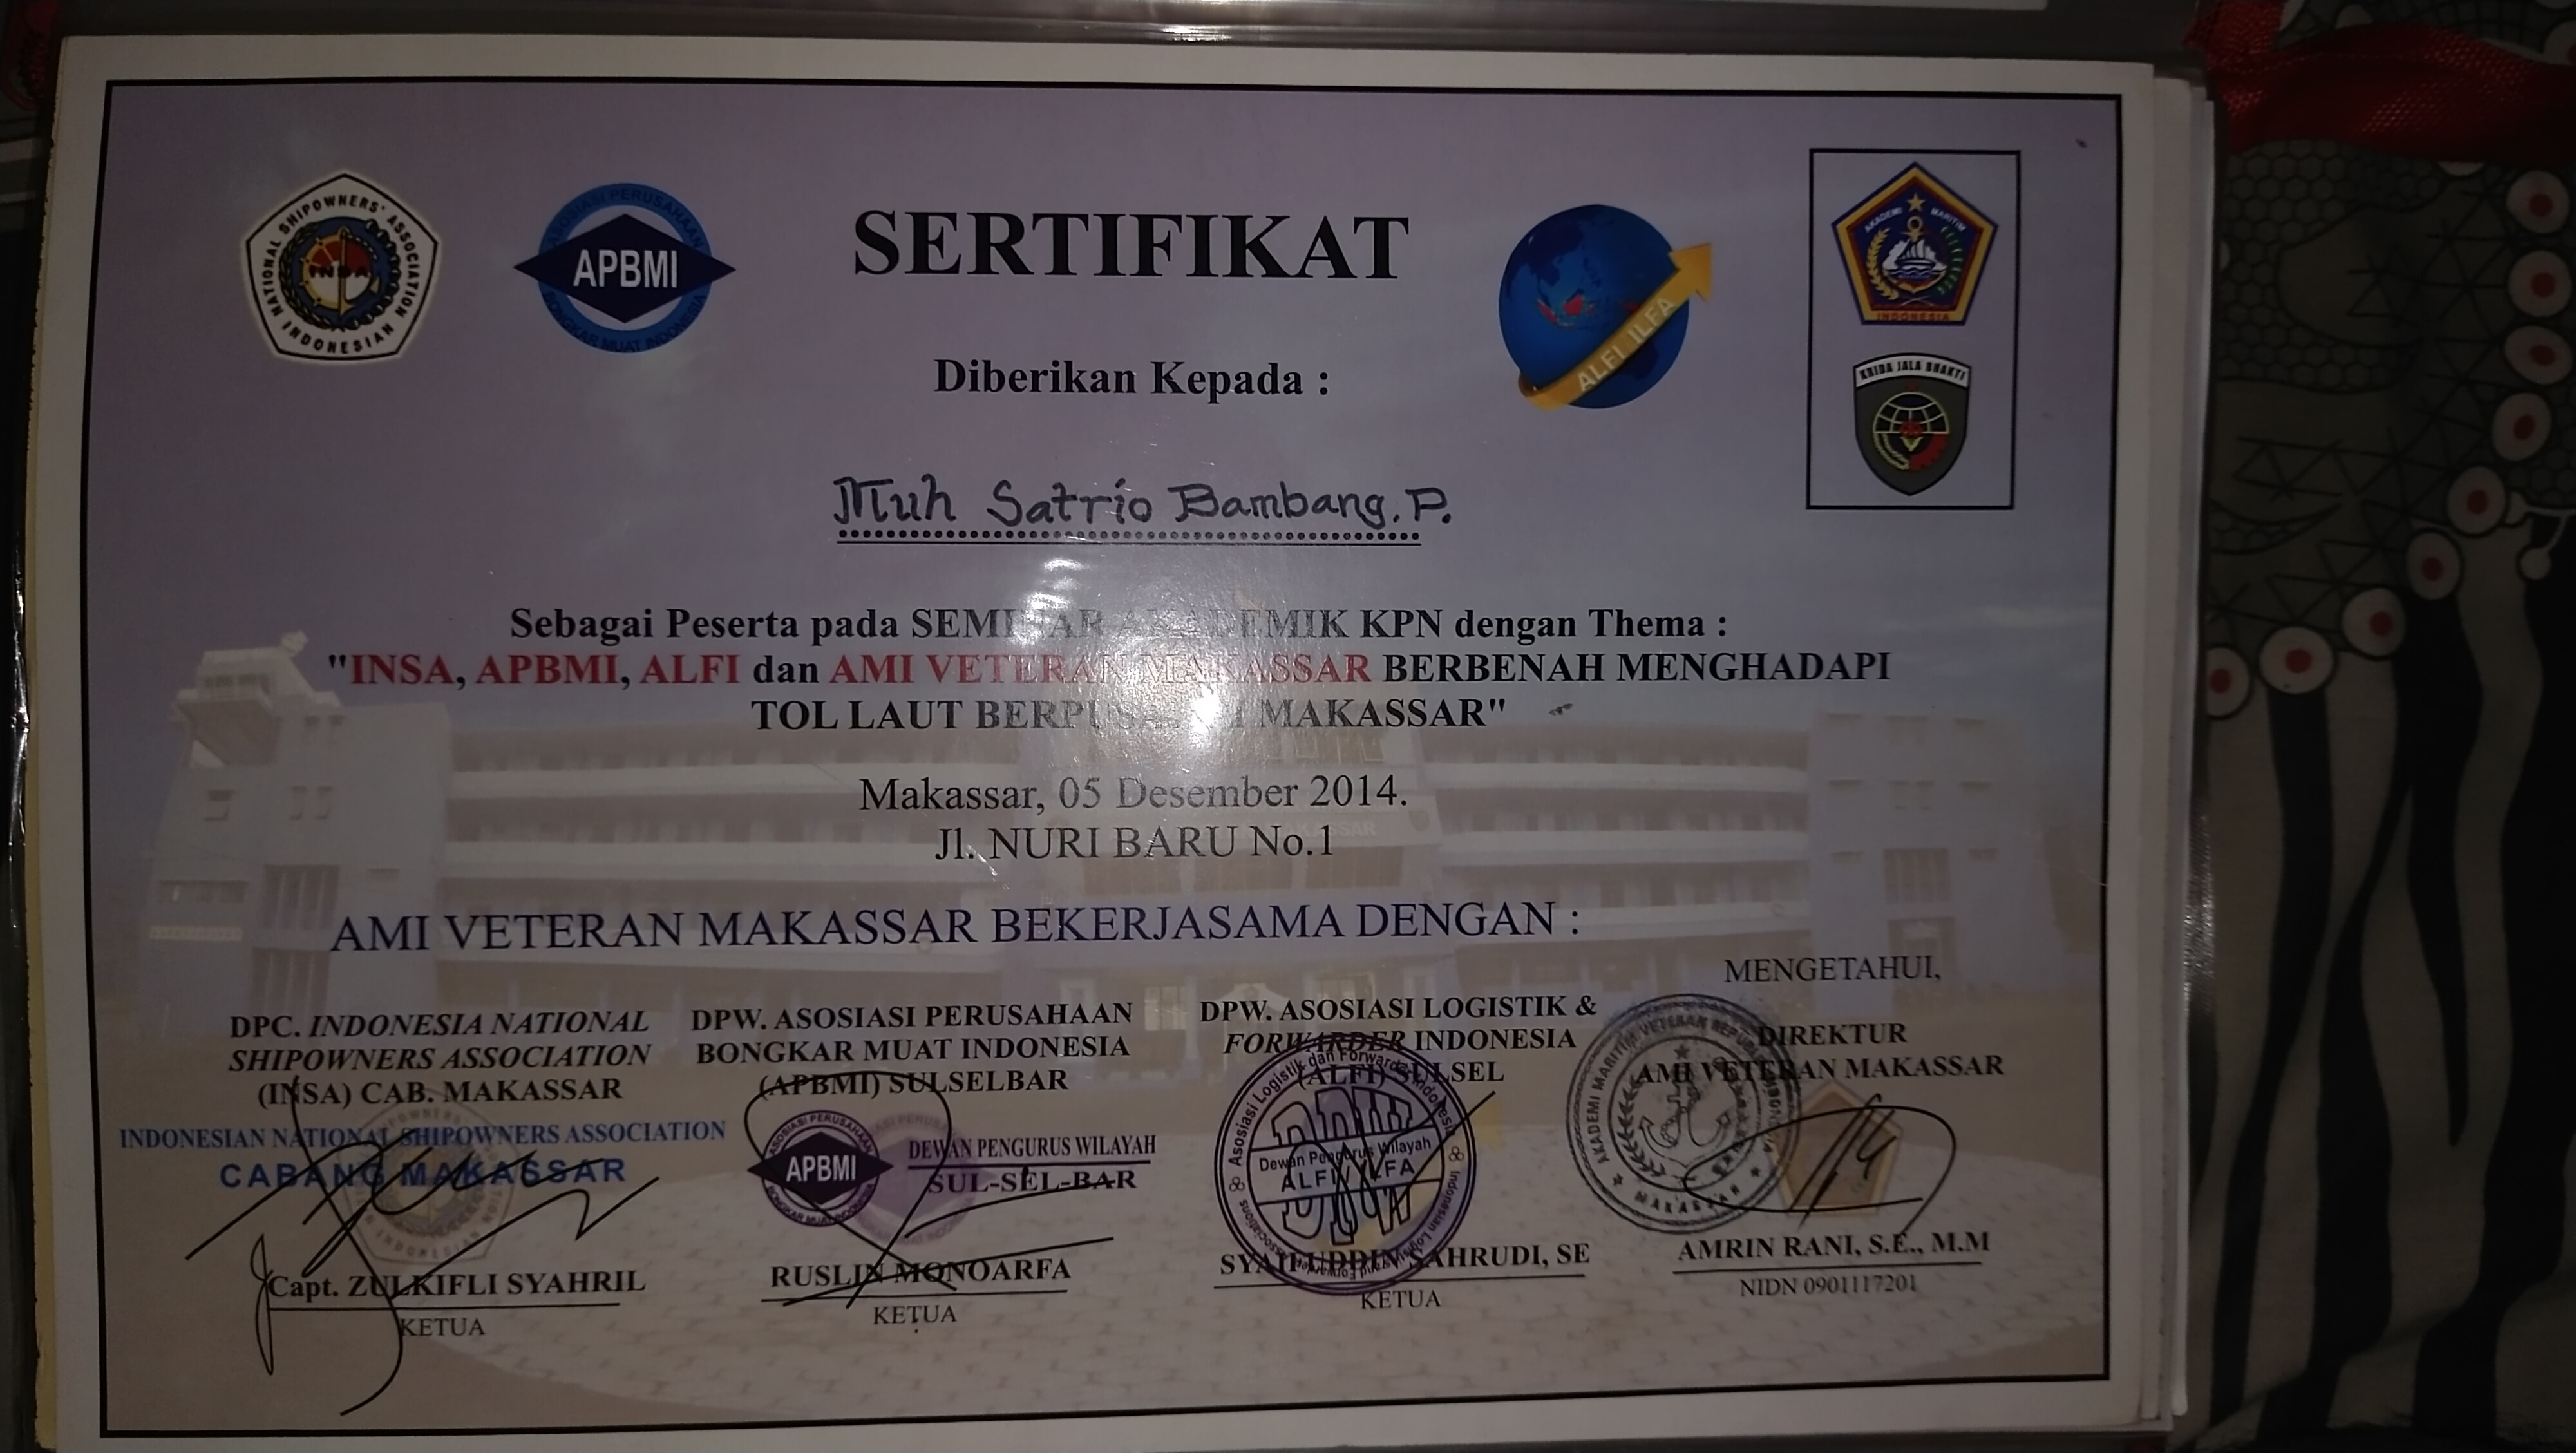 NATIONAL SHIPOWNERS' ASSOCIATION INDONESIAN
INSA
ASOSIASI PERUSAHAAN
APBMI
BONGKAR MUAT INDONESIA
SERTIFIKAT
ALFI ILFA
AKADEMI MARITIM
INDONESIA
KRIDA JALA BHAKTI
Diberikan Kepada :
Muh Satrio Bambang.P.
Sebagai Peserta pada SEMINAR AKADEMIK KPN dengan Thema :
"INSA, APBMI, ALFI dan AMI VETERAN MAKASSAR BERBENAH MENGHADAPI
TOL LAUT MAKASSAR"
Makassar, 05 Desember 2014.
Jl. NURI BARU No.1
AMI VETERAN MAKASSAR BEKERJASAMA DENGAN :
DPC. INDONESIA NATIONAL
SHIPOWNERS ASSOCIATION
(INSA) CAB. MAKASSAR
INDONESIAN NATIONAL SHIPOWNERS ASSOCIATION
CABANG MAKASSAR
Capt. ZULKIFLI SYAHRIL
KETUA
DPW. ASOSIASI PERUSAHAAN
BONGKAR MUAT INDONESIA
(APBMI) SULSELBAR
ASOSIASI PERUSAHAAN
APBMI
BONGKAR MUAT INDONESIA
DEWAN PENGURUS WILAYAH
SUL-SEL-BAR
RUSLIN MONOARFA
KETUA
DPW. ASOSIASI LOGISTIK &
FORWARDER INDONESIA
(ALFI) SULSEL
Asosiasi Logistik dan Forwarder Indonesia
Dewan Pengurus Wilayah
ALFI / ILFA
DPW
SYAIFUDDIN SAHRUDI, SE
KETUA
MENGETAHUI,
DIREKTUR
AMI VETERAN MAKASSAR
AKADEMI MARITIM VETERAN
MAKASSAR
AMRIN RANI, S.E., M.M
NIDN 0901117201